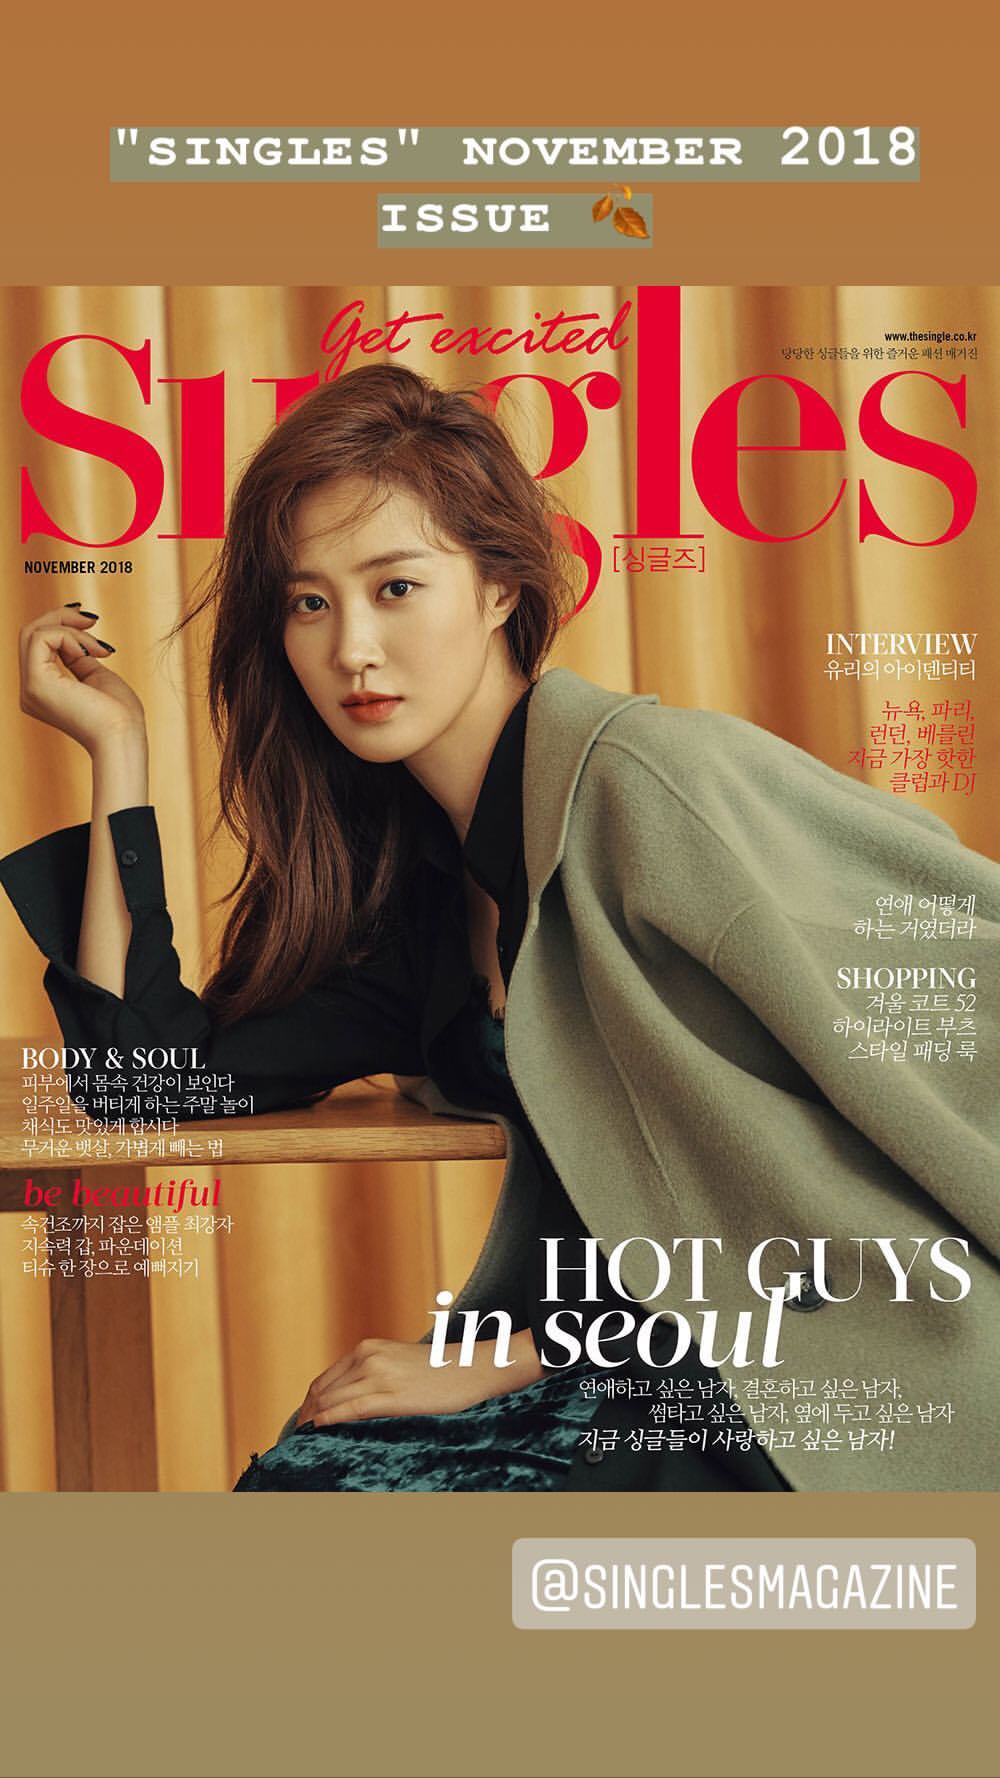 "SINGLES" NOVEMBER 2018
ISSUE
Get excited
Singles
www.thesingle.co.kr
당당한 싱글들을 위한 즐거운 패션 매거진
[싱글즈]
NOVEMBER 2018
INTERVIEW
유리의 아이덴티티
뉴욕, 파리,
런던, 베를린
지금 가장 핫한
클럽과 DJ
연애 어떻게
하는 거였더라
SHOPPING
겨울 코트 52
하이라이트 부츠
스타일 패딩 룩
BODY & SOUL
피부에서 몸속 건강이 보인다
일주일을 버티게 하는 주말 놀이
채식도 맛있게 합시다
무거운 뱃살, 가볍게 빼는 법
be beautiful
속건조까지 잡은 앰플 최강자
지속력 갑, 파운데이션
티슈 한 장으로 예뻐지기
HOT GUYS
in seoul
연애하고 싶은 남자, 결혼하고 싶은 남자,
썸타고 싶은 남자, 옆에 두고 싶은 남자
지금 싱글들이 사랑하고 싶은 남자!
@SINGLESMAGAZINE